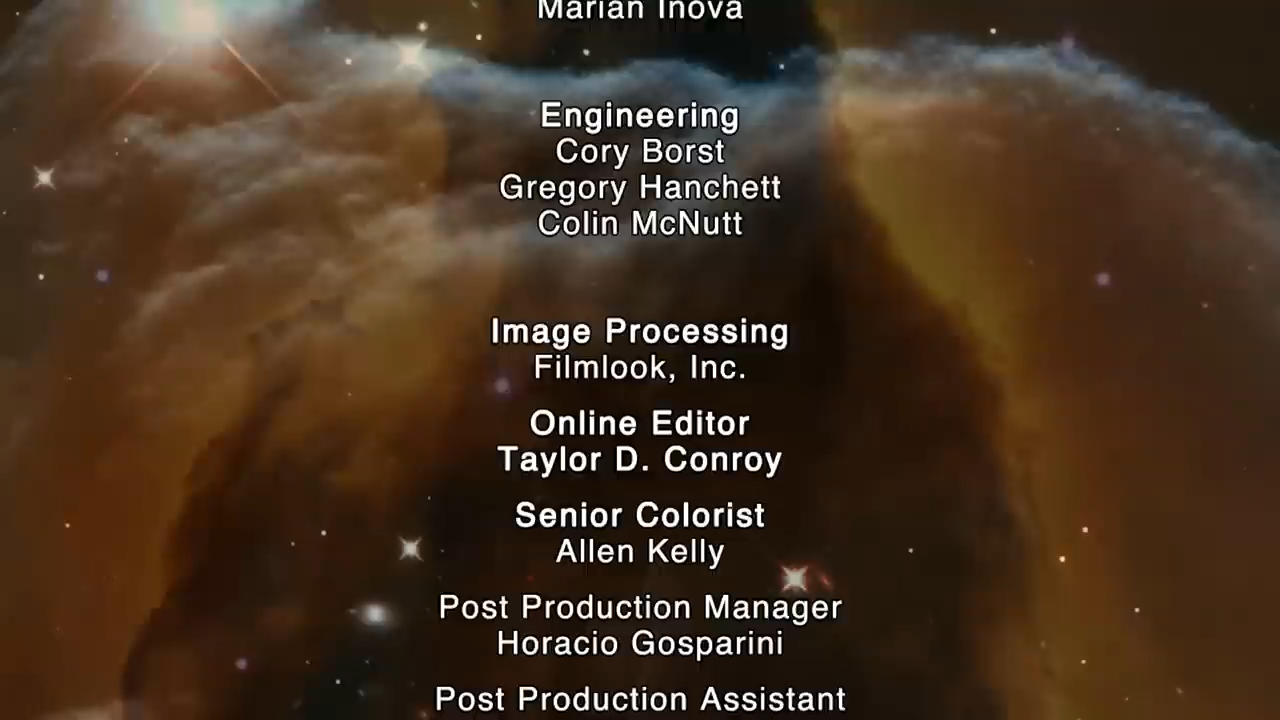 Marian Inova
Engineering
Cory Borst
Gregory Hanchett
Colin McNutt
Image Processing
Filmlook, Inc.
Online Editor
Taylor D. Conroy
Senior Colorist
Allen Kelly
Post Production Manager
Horacio Gosparini
Post Production Assistant